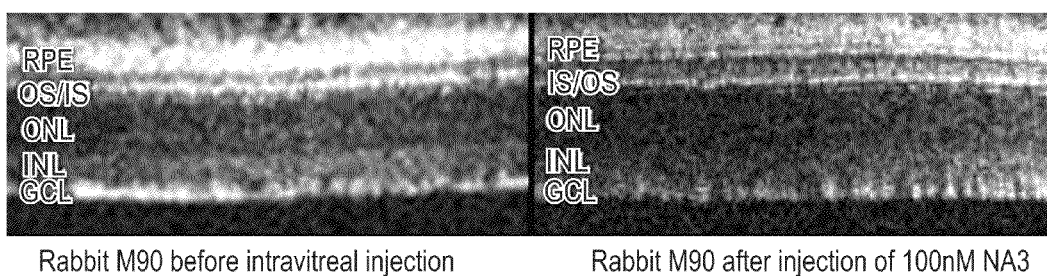 RPE
OS/IS
ONL
INL
GCL
RPE
IS/OS
ONL
INL
GCL
Rabbit M90 before intravitreal injection
Rabbit M90 after injection of 100nM NA3